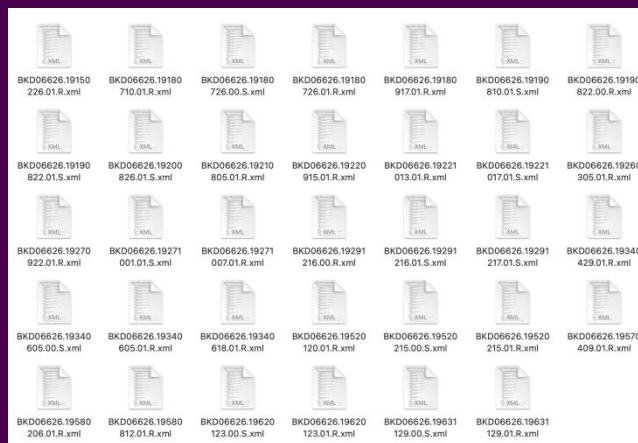 XML XML XML XML XML XML XML
BKD06626.19150 BKD06626.19180 BKD06626.19180 BKD06626.19180 BKD06626.19180 BKD06626.19190 BKD06626.19190
226.01.R.xml 710.01.R.xml 726.00.S.xml 726.01.R.xml 917.01.R.xml 810.01.S.xml 822.00.R.xml
XML XML XML XML XML XML XML
BKD06626.19190 BKD06626.19200 BKD06626.19210 BKD06626.19220 BKD06626.19221 BKD06626.19221 BKD06626.19260
822.01.S.xml 826.01.S.xml 805.01.R.xml 915.01.R.xml 013.01.R.xml 017.01.S.xml 305.01.R.xml
XML XML XML XML XML XML XML
BKD06626.19270 BKD06626.19271 BKD06626.19271 BKD06626.19291 BKD06626.19291 BKD06626.19291 BKD06626.19340
922.01.R.xml 001.01.S.xml 007.01.R.xml 216.00.R.xml 216.01.S.xml 217.01.S.xml 429.01.R.xml
XML XML XML XML XML XML XML
BKD06626.19340 BKD06626.19340 BKD06626.19340 BKD06626.19520 BKD06626.19520 BKD06626.19520 BKD06626.19570
605.00.S.xml 605.01.R.xml 618.01.R.xml 120.01.R.xml 215.00.S.xml 215.01.R.xml 409.01.R.xml
XML XML XML XML XML XML
BKD06626.19580 BKD06626.19580 BKD06626.19620 BKD06626.19620 BKD06626.19631 BKD06626.19631
206.01.R.xml 812.01.R.xml 123.00.S.xml 123.01.R.xml 129.00.S.xml 129.01.R.xml